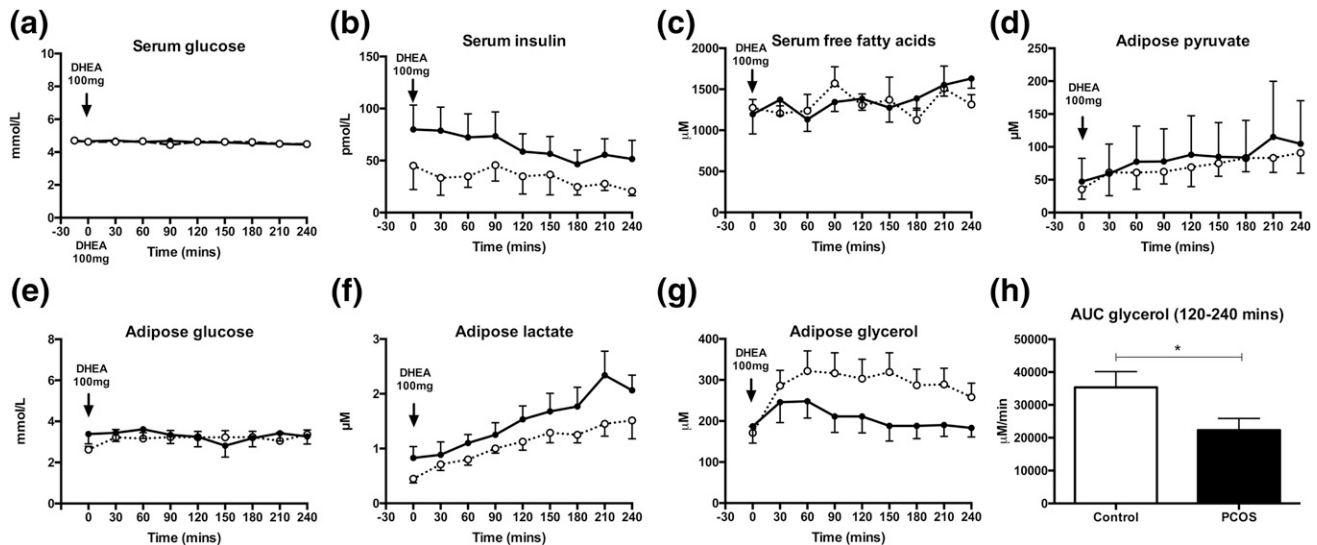 (a)
Serum glucose
DHEA
100mg
mmol/L
10
8
6
4
2
0
-30
0
30
60
90
120
150
180
210
240
DHEA
100mg
Time (mins)
(b)
Serum insulin
DHEA
100mg
pmol/L
150
100
50
0
-30
0
30
60
90
120
150
180
210
240
Time (mins)
(c)
Serum free fatty acids
DHEA
100mg
µM
2000
1600
1200
800
400
0
-30
0
30
60
90
120
150
180
210
240
Time (mins)
(d)
Adipose pyruvate
DHEA
100mg
µM
250
200
150
100
50
0
-30
0
30
60
90
120
150
180
210
240
Time (mins)
(e)
Adipose glucose
DHEA
100mg
mmol/L
8
6
4
2
0
-30
0
30
60
90
120
150
180
210
240
Time (mins)
(f)
Adipose lactate
DHEA
100mg
µM
3
2
1
0
-30
0
30
60
90
120
150
180
210
240
Time (mins)
(g)
Adipose glycerol
DHEA
100mg
µM
400
300
200
100
0
-30
0
30
60
90
120
150
180
210
240
Time (mins)
(h)
AUC glycerol (120-240 mins)
*
µM/min
50000
40000
30000
20000
10000
0
Control
PCOS